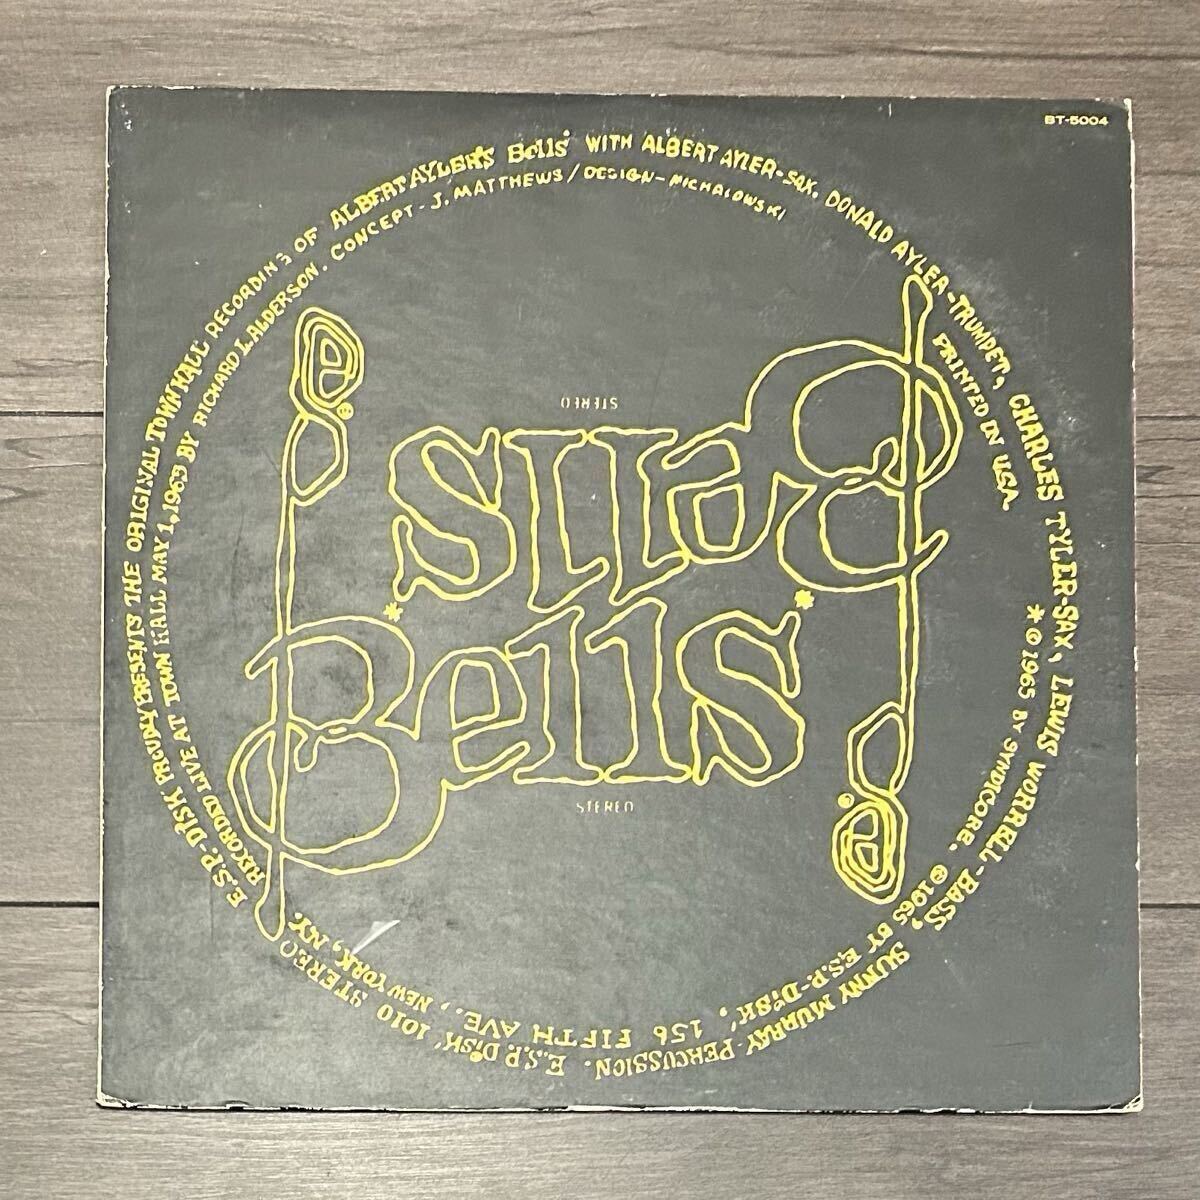 BT-5004
E.S.P.-DiSK' PROUDLY PRESENTS THE ORIGINAL TOWN HALL RECORDING OF ALBERT AYLER'S Bells' WITH ALBERT AYLER-SAX, DONALD AYLER-TRUMPET, CHARLES TYLER-SAX, LEWIS WORRELL-BASS, SUNNY MURRAY-PERCUSSION. E.S.P. DiSK' 1010 STEREO
RECORDED LIVE AT TOWN HALL MAY 1, 1965 BY RICHARD L. ALDERSON. CONCEPT-J. MATTHEWS/DESIGN-MICHALOWSKI
PRINTED IN U.S.A.
* © 1965 BY SYNDICORE. © 1965 BY E.S.P.-DiSK', 156 FIFTH AVE., NEW YORK, N.Y.
e
STEREO
Bells*
Bells*
STEREO
e